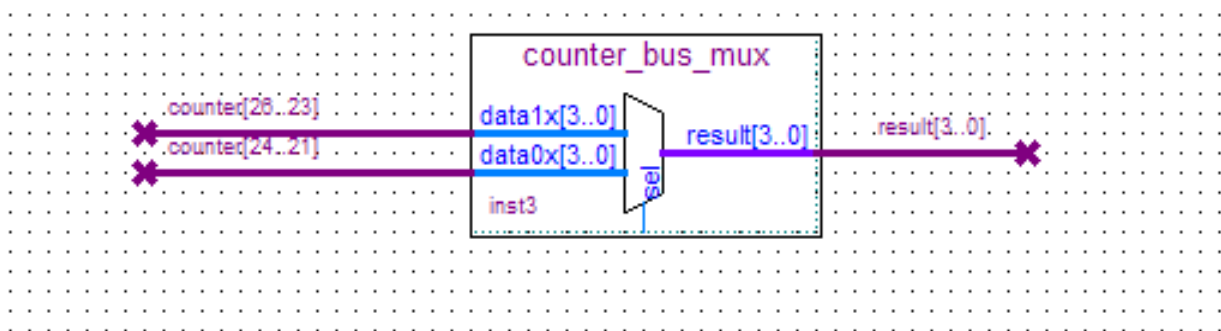 counter_bus_mux
counter[26..23]
data1x[3..0]
counter[24..21]
data0x[3..0]
result[3..0]
result[3..0]
sel
inst3